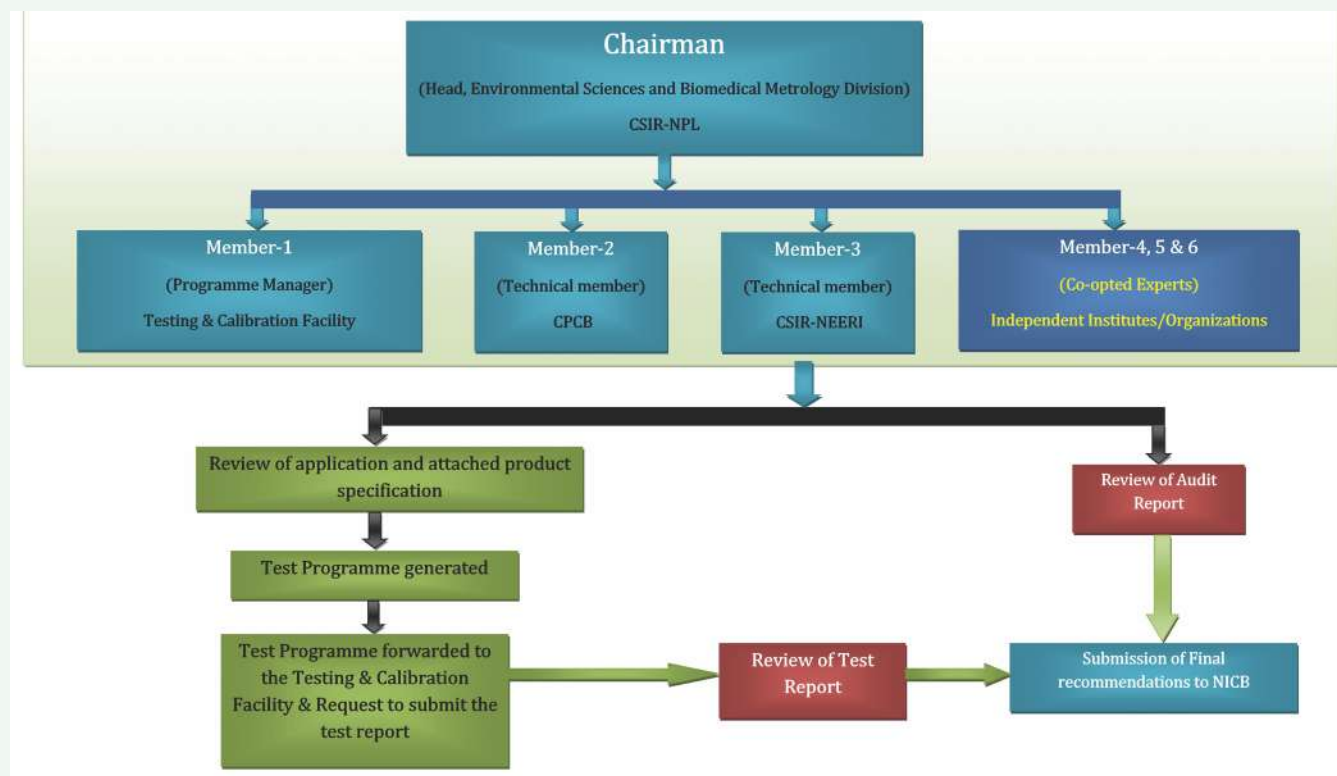 Chairman
(Head, Environmental Sciences and Biomedical Metrology Division)
CSIR-NPL
Member-1
(Programme Manager)
Testing & Calibration Facility
Member-2
(Technical member)
CPCB
Member-3
(Technical member)
CSIR-NEERI
Member-4, 5 & 6
(Co-opted Experts)
Independent Institutes/Organizations
Review of application and attached product
specification
Test Programme generated
Test Programme forwarded to
the Testing & Calibration
Facility & Request to submit the
test report
Review of Test
Report
Review of Audit
Report
Submission of Final
recommendations to NICB